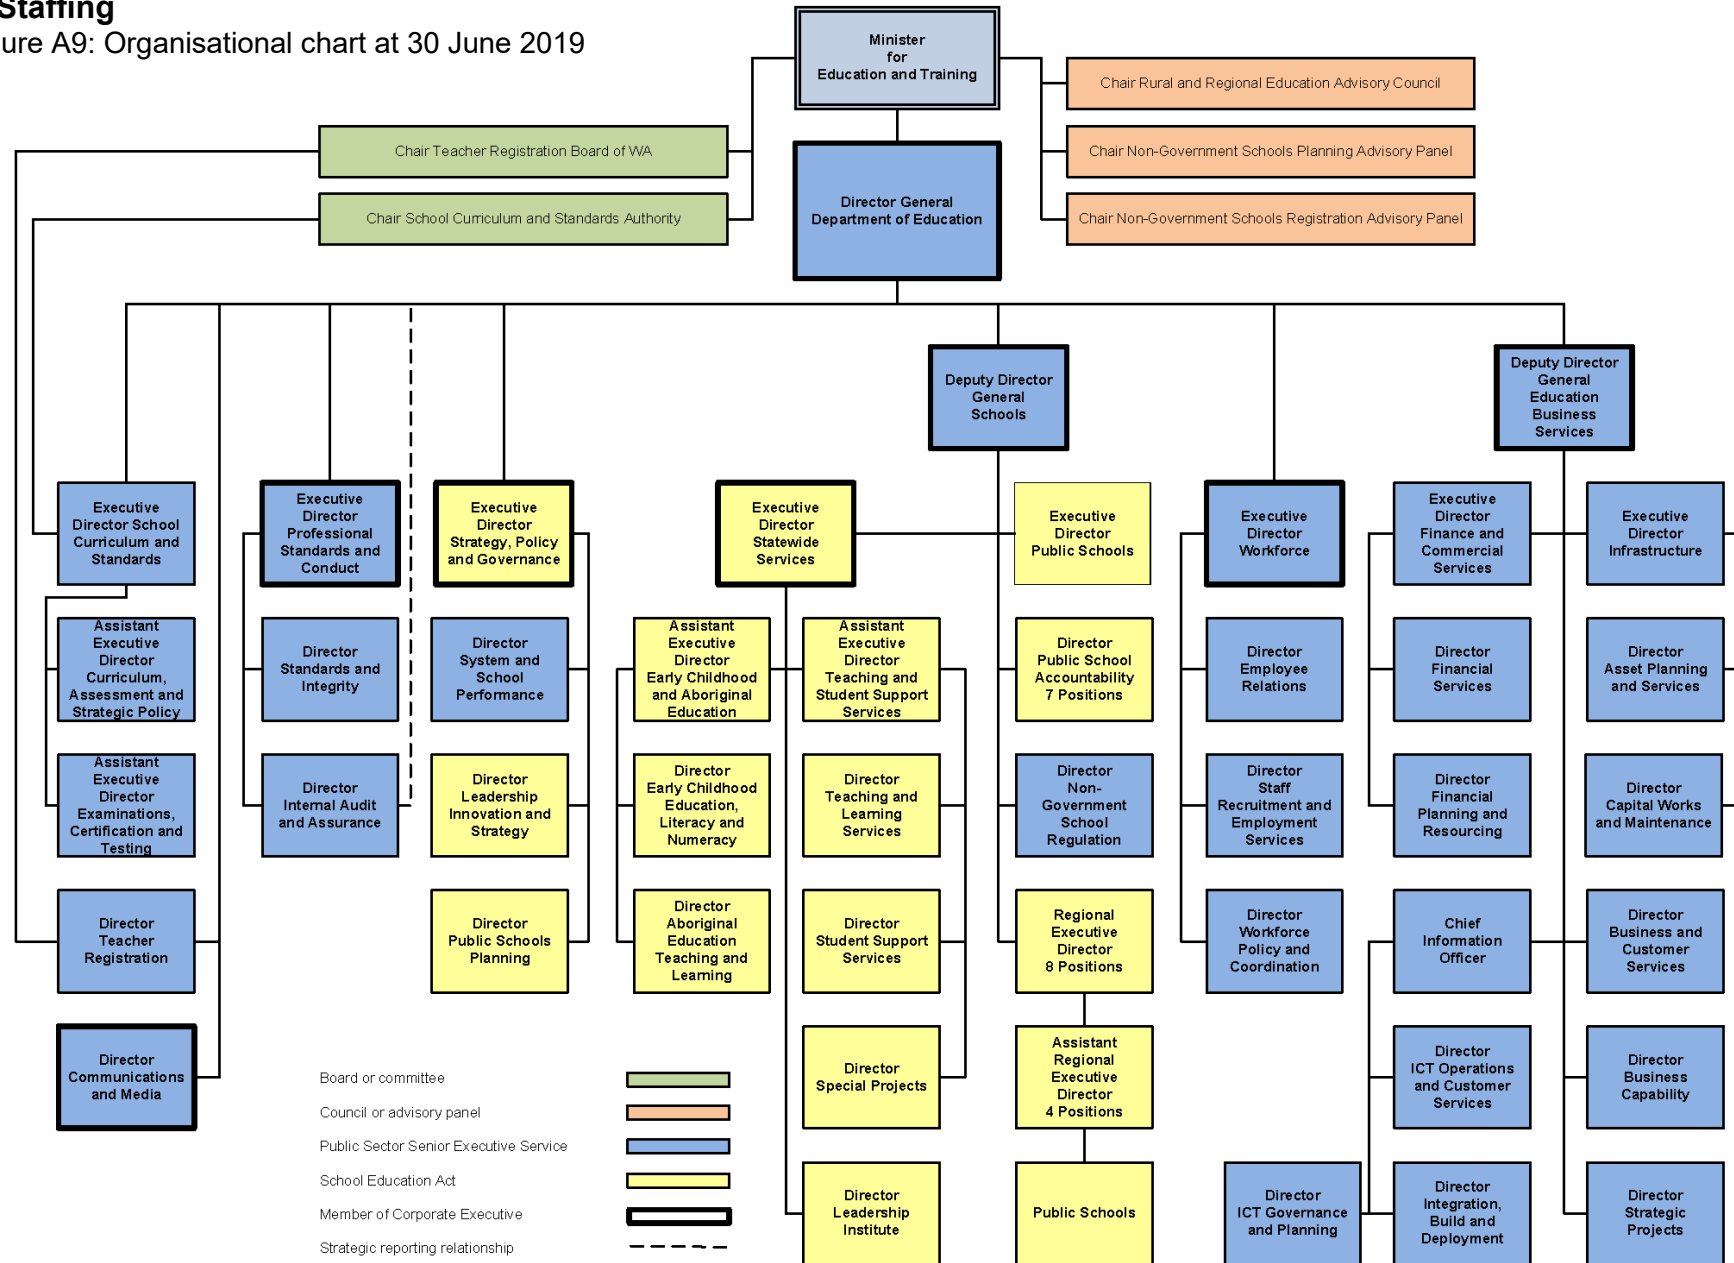 Staffing
ure A9: Organisational chart at 30 June 2019
Minister
for
Education and Training
Chair Rural and Regional Education Advisory Council
Chair Teacher Registration Board of WA
Chair Non-Government Schools Planning Advisory Panel
Director General
Department of Education
Chair School Curriculum and Standards Authority
Chair Non-Government Schools Registration Advisory Panel
Deputy Director
General
Schools
Deputy Director
General
Education
Business
Services
Executive
Director School
Curriculum and
Standards
Executive
Director
Professional
Standards and
Conduct
Executive
Director
Strategy, Policy
and Governance
Executive
Director
Statewide
Services
Executive
Director
Public Schools
Executive
Director
Workforce
Executive
Director
Finance and
Commercial
Services
Executive
Director
Infrastructure
Assistant
Executive
Director
Curriculum,
Assessment and
Strategic Policy
Director
Standards and
Integrity
Director
System and
School
Performance
Assistant
Executive
Director
Early Childhood
and Aboriginal
Education
Assistant
Executive
Director
Teaching and
Student Support
Services
Director
Public School
Accountability
7 Positions
Director
Employee
Relations
Director
Financial
Services
Director
Asset Planning
and Services
Assistant
Executive
Director
Examinations,
Certification and
Testing
Director
Internal Audit
and Assurance
Director
Leadership
Innovation and
Strategy
Director
Early Childhood
Education,
Literacy and
Numeracy
Director
Teaching and
Learning
Services
Director
Non-
Government
School
Regulation
Director
Staff
Recruitment and
Employment
Services
Director
Financial
Planning and
Resourcing
Director
Capital Works
and Maintenance
Director
Teacher
Registration
Director
Public Schools
Planning
Director
Aboriginal
Education
Teaching and
Learning
Director
Student Support
Services
Regional
Executive
Director
8 Positions
Director
Workforce
Policy and
Coordination
Chief
Information
Officer
Director
Business and
Customer
Services
Director
Communications
and Media
Director
Special Projects
Assistant
Regional
Executive
Director
4 Positions
Director
ICT Operations
and Customer
Services
Director
Business
Capability
Director
Leadership
Institute
Public Schools
Director
ICT Governance
and Planning
Director
Integration,
Build and
Deployment
Director
Strategic
Projects
Board or committee
Council or advisory panel
Public Sector Senior Executive Service
School Education Act
Member of Corporate Executive
Strategic reporting relationship